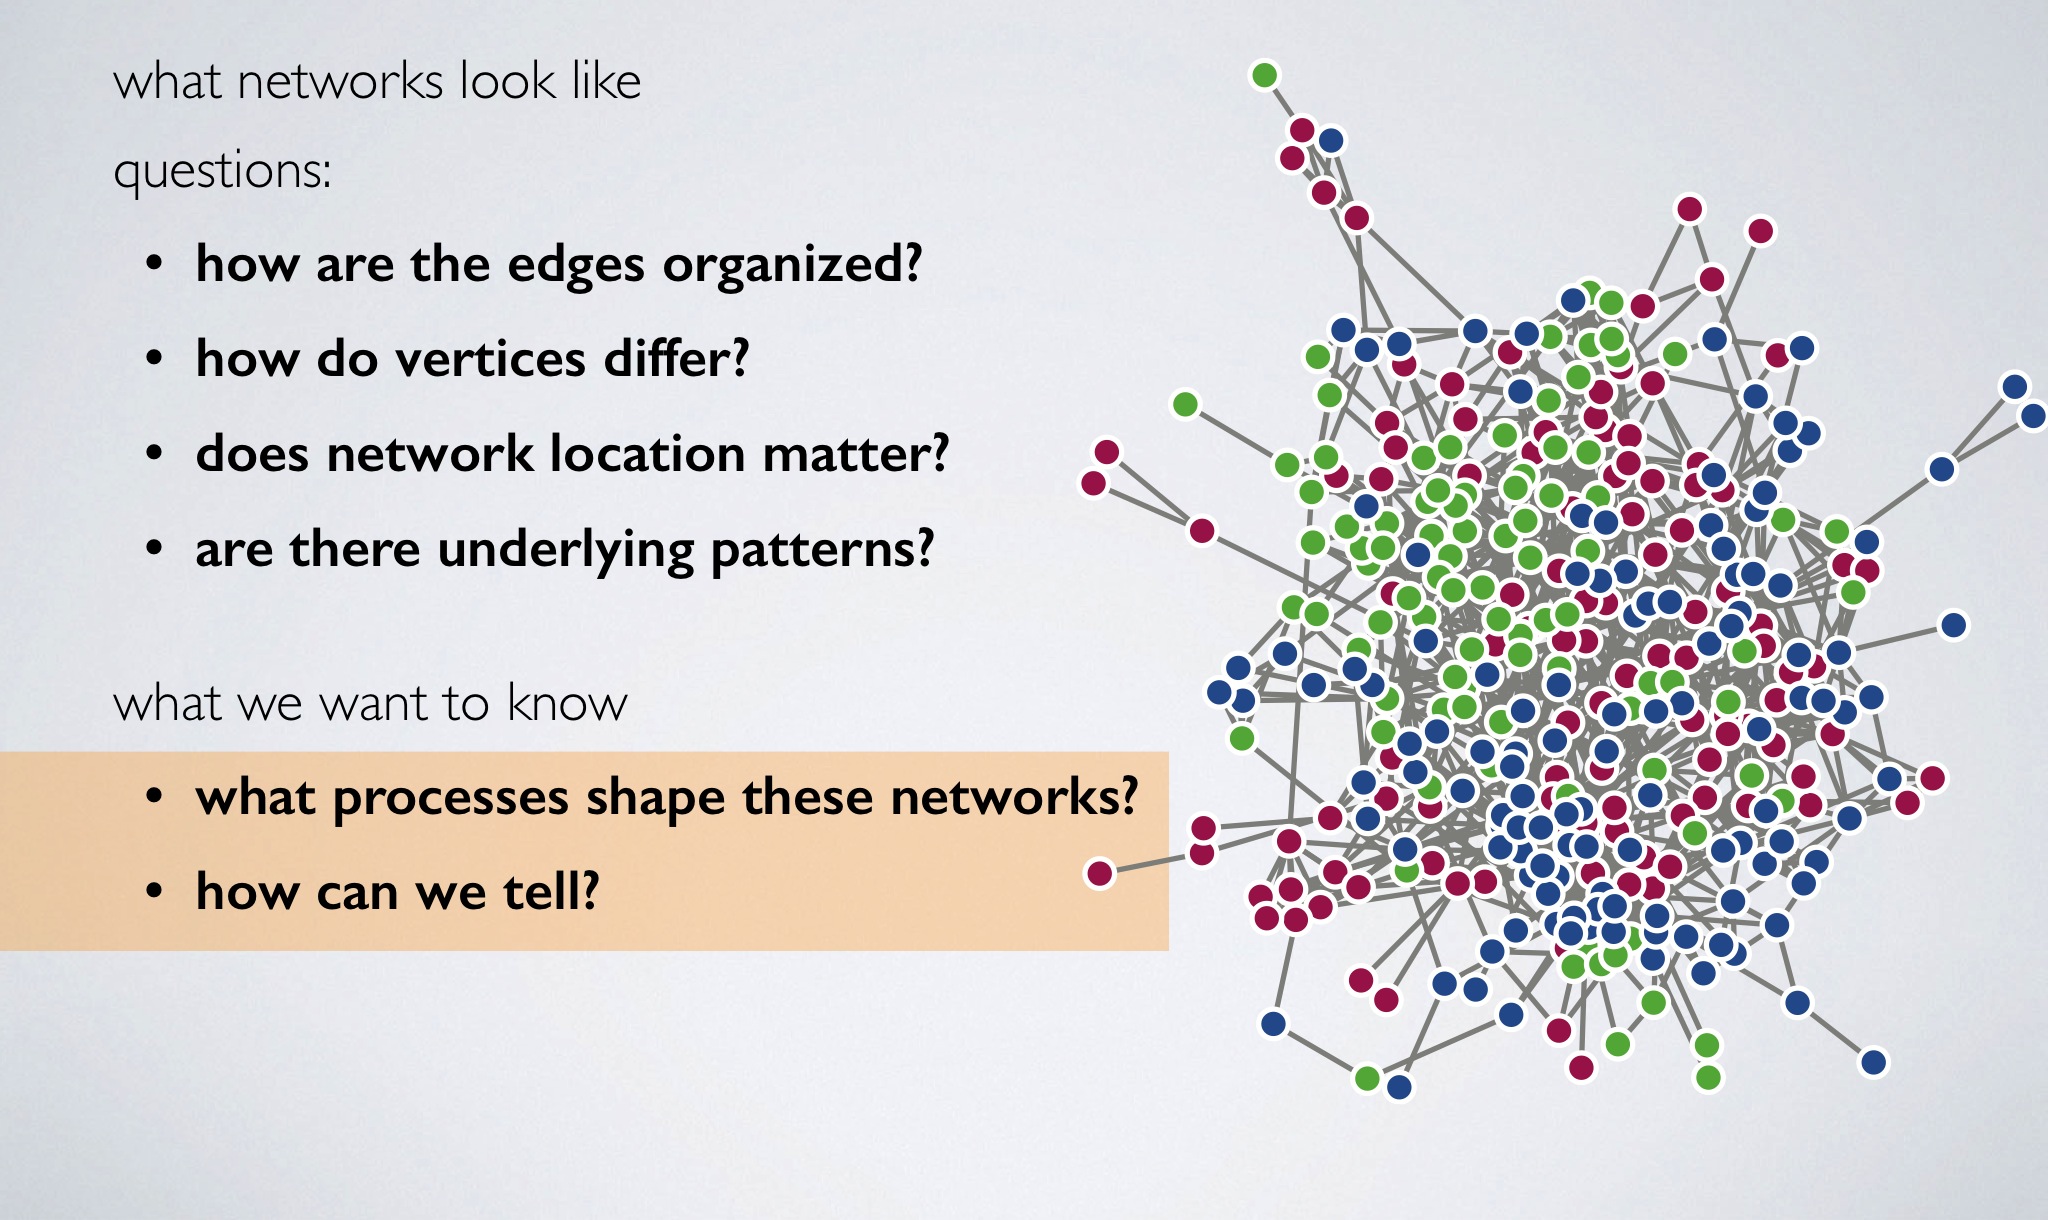 what networks look like
questions:
• how are the edges organized?
• how do vertices differ?
• does network location matter?
• are there underlying patterns?
what we want to know
• what processes shape these networks?
• how can we tell?